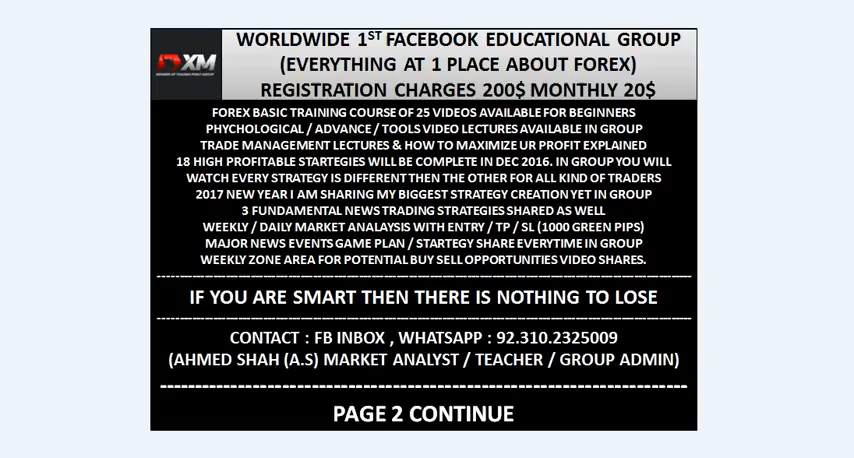 XM
MEMBER OF TRADING POINT GROUP
WORLDWIDE 1ST FACEBOOK EDUCATIONAL GROUP
(EVERYTHING AT 1 PLACE ABOUT FOREX)
REGISTRATION CHARGES 200$ MONTHLY 20$
FOREX BASIC TRAINING COURSE OF 25 VIDEOS AVAILABLE FOR BEGINNERS
PHYCHOLOGICAL / ADVANCE / TOOLS VIDEO LECTURES AVAILABLE IN GROUP
TRADE MANAGEMENT LECTURES & HOW TO MAXIMIZE UR PROFIT EXPLAINED
18 HIGH PROFITABLE STARTEGIES WILL BE COMPLETE IN DEC 2016. IN GROUP YOU WILL
WATCH EVERY STRATEGY IS DIFFERENT THEN THE OTHER FOR ALL KIND OF TRADERS
2017 NEW YEAR I AM SHARING MY BIGGEST STRATEGY CREATION YET IN GROUP
3 FUNDAMENTAL NEWS TRADING STRATEGIES SHARED AS WELL
WEEKLY / DAILY MARKET ANALAYSIS WITH ENTRY / TP / SL (1000 GREEN PIPS)
MAJOR NEWS EVENTS GAME PLAN / STARTEGY SHARE EVERYTIME IN GROUP
WEEKLY ZONE AREA FOR POTENTIAL BUY SELL OPPORTUNITIES VIDEO SHARES.
IF YOU ARE SMART THEN THERE IS NOTHING TO LOSE
CONTACT : FB INBOX , WHATSAPP : 92.310.2325009
(AHMED SHAH (A.S) MARKET ANALYST / TEACHER / GROUP ADMIN)
PAGE 2 CONTINUE